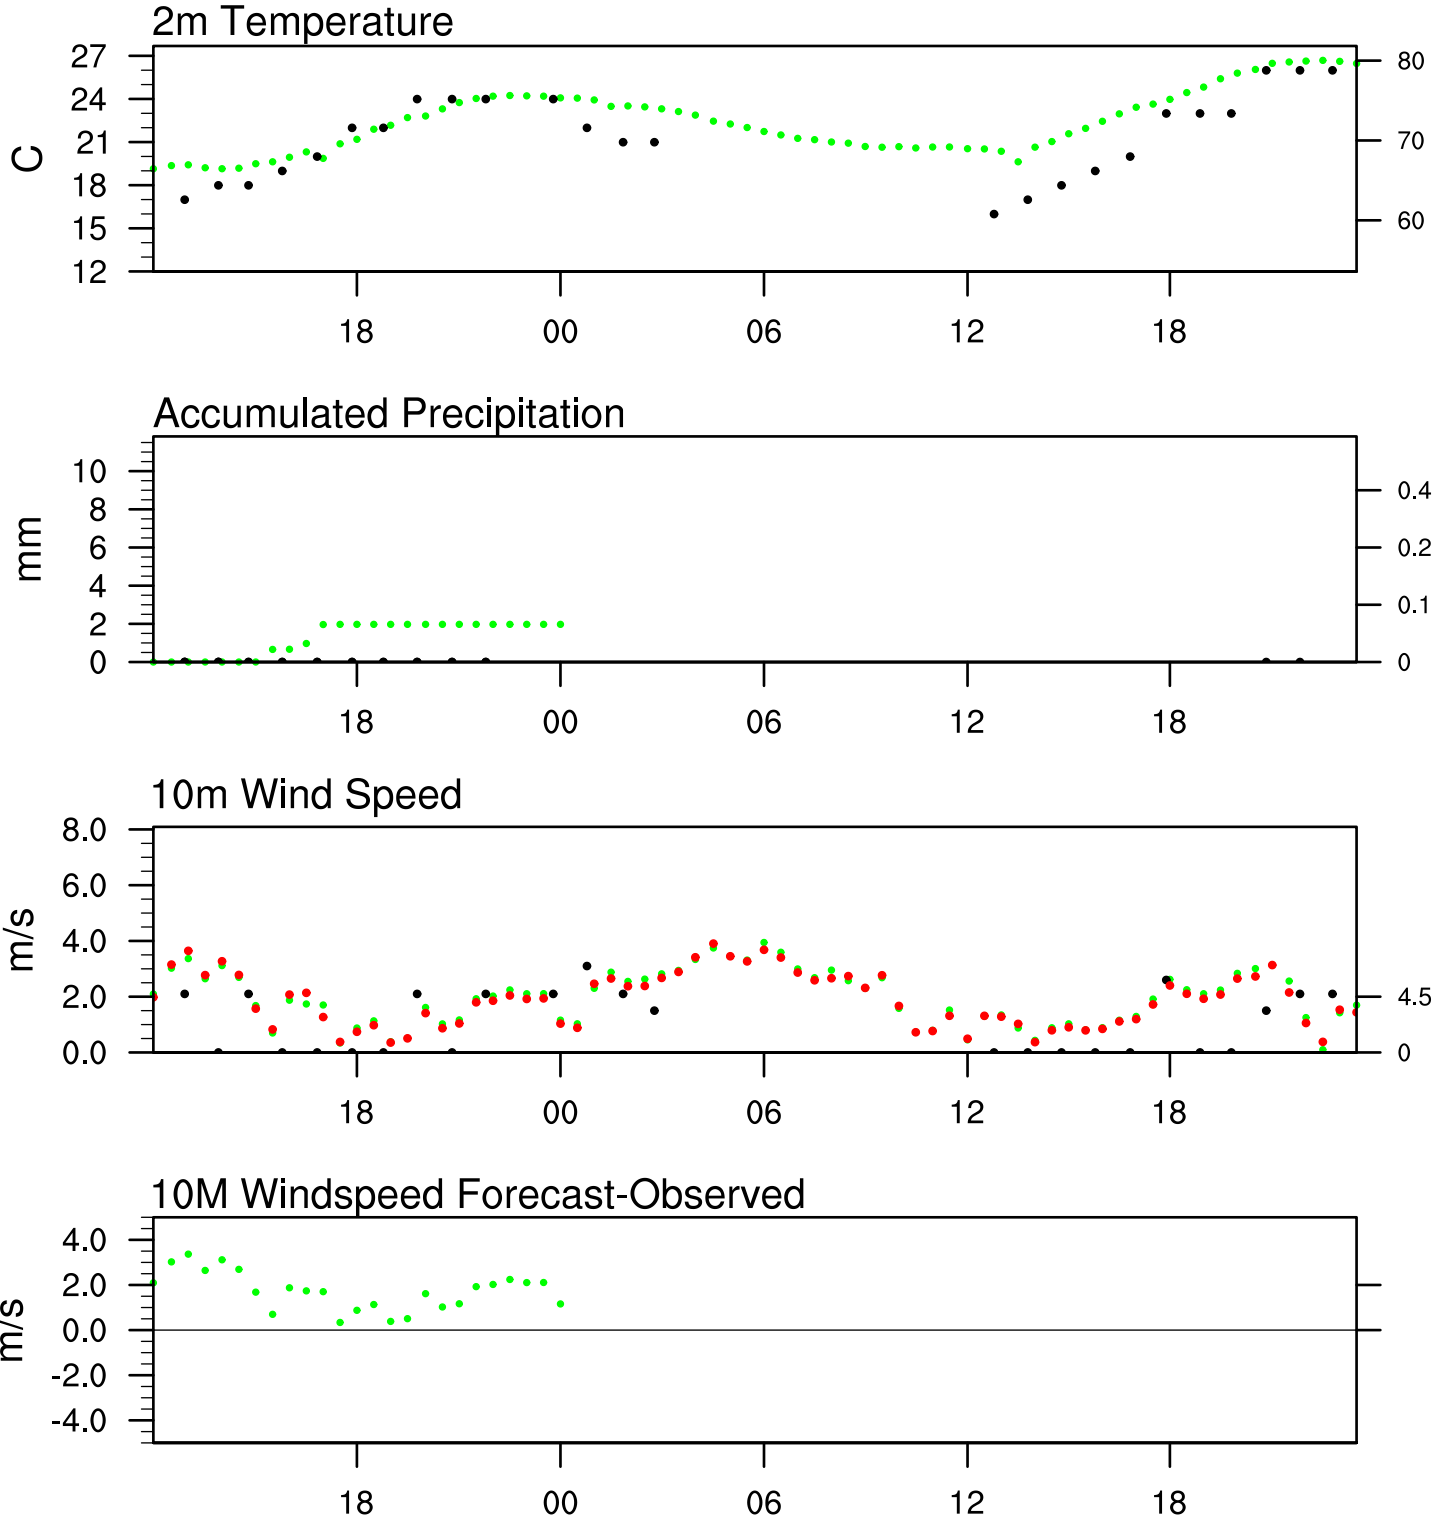 2m Temperature
27
24
21
18
15
12
C
80
70
60
18 00 06 12 18
Accumulated Precipitation
10
8
6
4
2
0
mm
0.4
0.2
0.1
0
18 00 06 12 18
10m Wind Speed
8.0
6.0
4.0
2.0
0.0
m/s
4.5
0
18 00 06 12 18
10M Windspeed Forecast-Observed
4.0
2.0
0.0
-2.0
-4.0
m/s
18 00 06 12 18